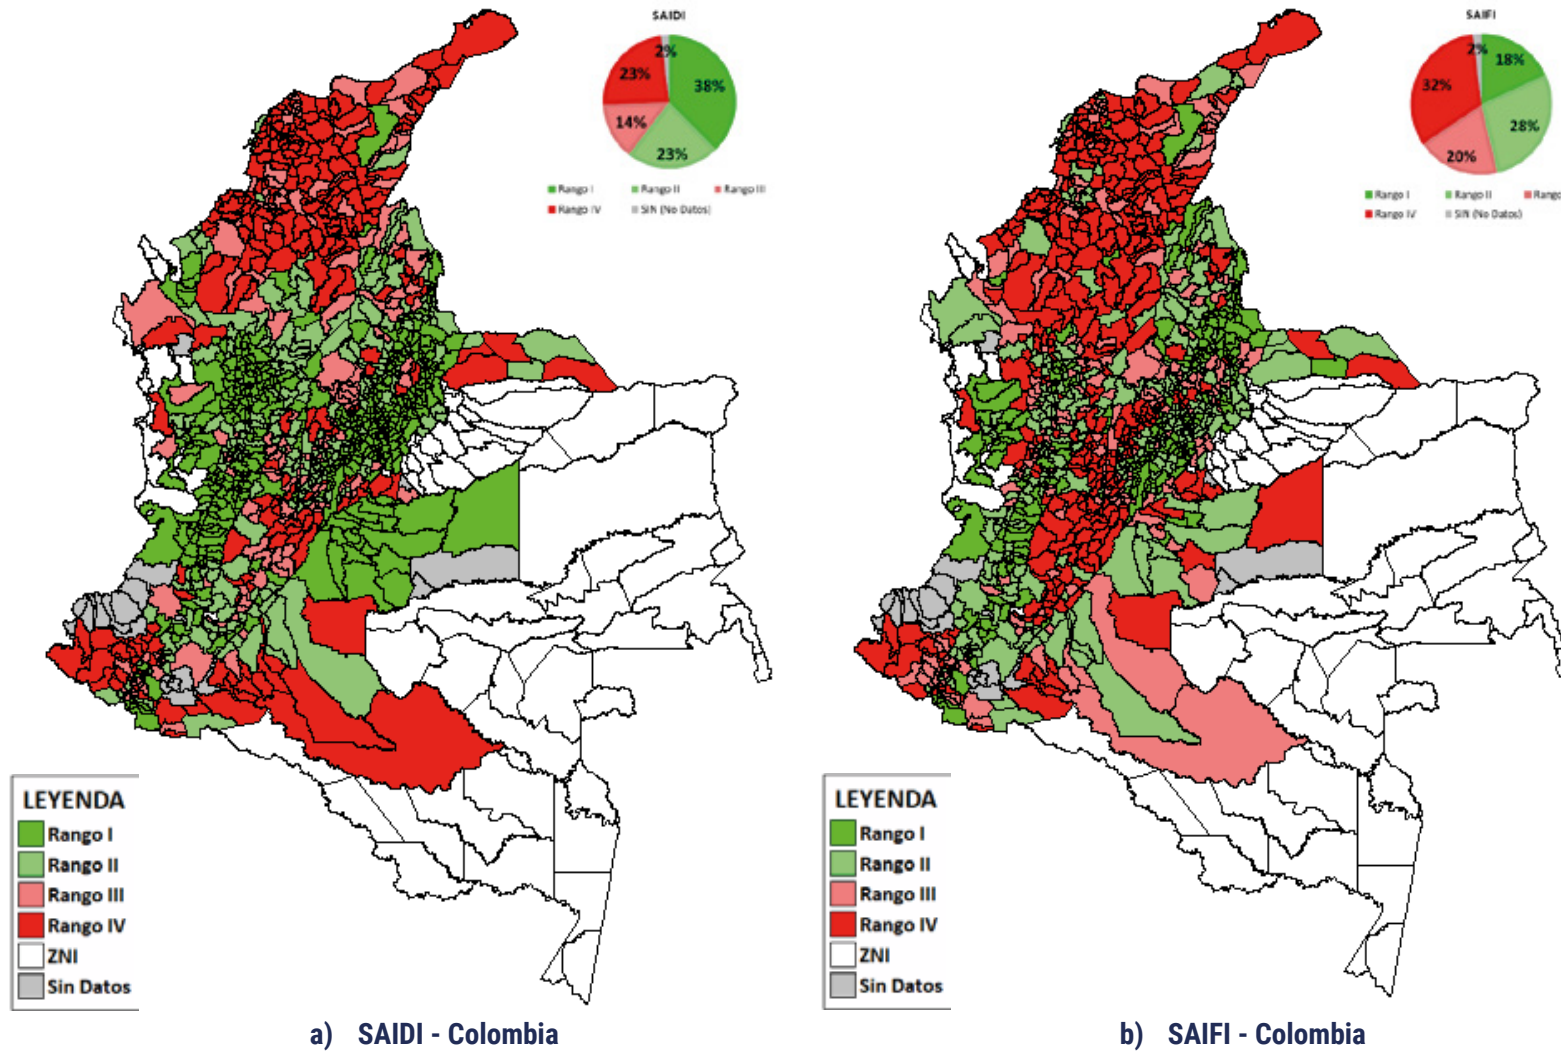 SAIDI
2%
23%
38%
14%
23%
Rango I
Rango II
Rango III
Rango IV
SIN (No Datos)
LEYENDA
Rango I
Rango II
Rango III
Rango IV
ZNI
Sin Datos
a) SAIDI - Colombia
SAIFI
2%
18%
32%
28%
20%
Rango I
Rango II
Rango
Rango IV
SIN (No Datos)
LEYENDA
Rango I
Rango II
Rango III
Rango IV
ZNI
Sin Datos
b) SAIFI - Colombia